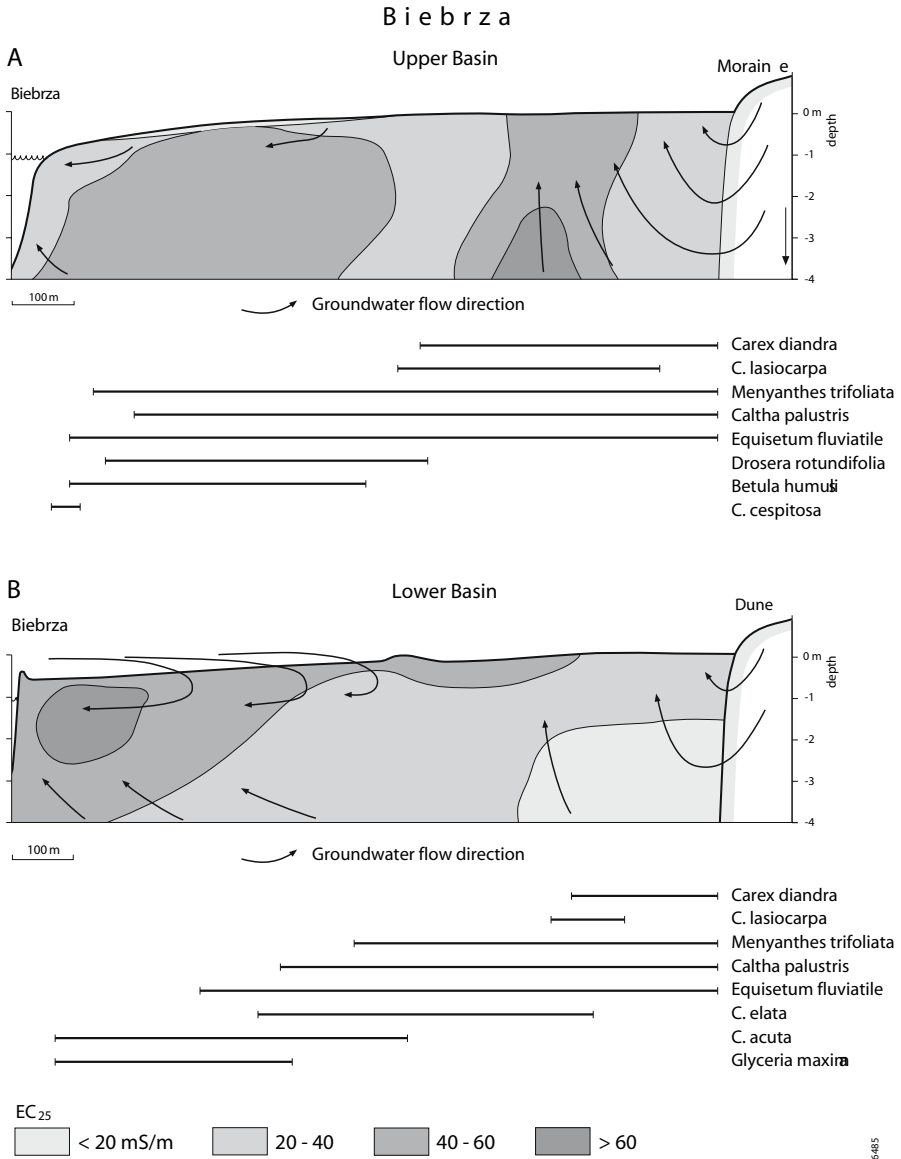 Biebrza
A
Upper Basin
Biebrza
Morain e
0 m
-1
-2
-3
-4
depth
100 m
Groundwater flow direction
Carex diandra
C. lasiocarpa
Menyanthes trifoliata
Caltha palustris
Equisetum fluviatile
Drosera rotundifolia
Betula humulsi
C. cespitosa
B
Lower Basin
Biebrza
Dune
0 m
-1
-2
-3
-4
depth
100 m
Groundwater flow direction
Carex diandra
C. lasiocarpa
Menyanthes trifoliata
Caltha palustris
Equisetum fluviatile
C. elata
C. acuta
Glyceria maxima
EC25
< 20 mS/m 20 - 40 40 - 60 > 60
6485